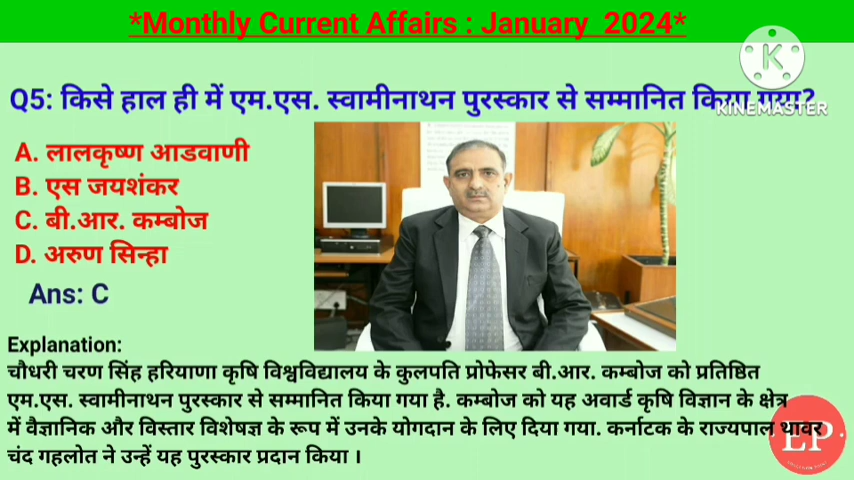 *Monthly Current Affairs : January 2024*
Q5: किसे हाल ही में एम.एस. स्वामीनाथन पुरस्कार से सम्मानित किया गया?
KINEMASTER
A. लालकृष्ण आडवाणी
B. एस जयशंकर
C. बी.आर. कम्बोज
D. अरुण सिन्हा
Ans: C
Explanation:
चौधरी चरण सिंह हरियाणा कृषि विश्वविद्यालय के कुलपति प्रोफेसर बी.आर. कम्बोज को प्रतिष्ठित
एम.एस. स्वामीनाथन पुरस्कार से सम्मानित किया गया है. कम्बोज को यह अवार्ड कृषि विज्ञान के क्षेत्र
में वैज्ञानिक और विस्तार विशेषज्ञ के रूप में उनके योगदान के लिए दिया गया. कर्नाटक के राज्यपाल थावर
चंद गहलोत ने उन्हें यह पुरस्कार प्रदान किया ।
EP